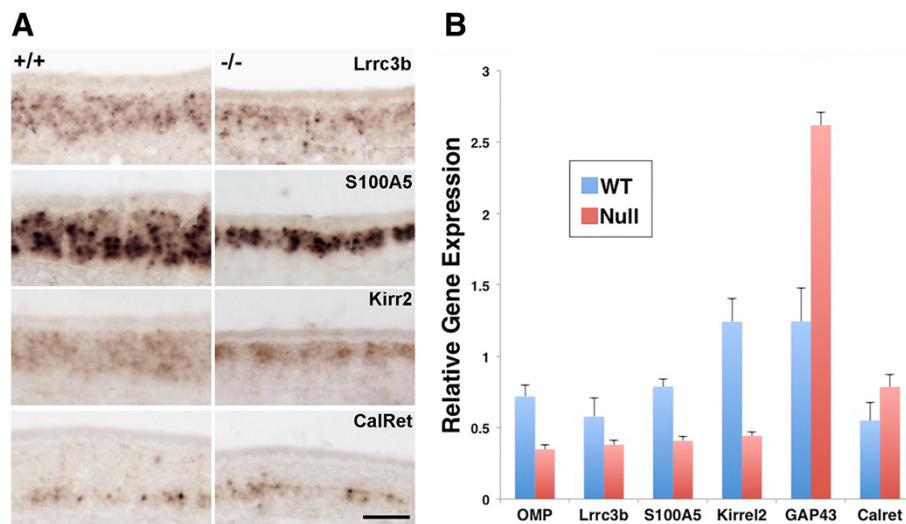 A
+/+
-/-
Lrrc3b
S100A5
Kirr2
CalRet
B
Relative Gene Expression
3
2.5
2
1.5
1
0.5
0
WT
Null
OMP Lrrc3b S100A5 Kirrel2 GAP43 Calret